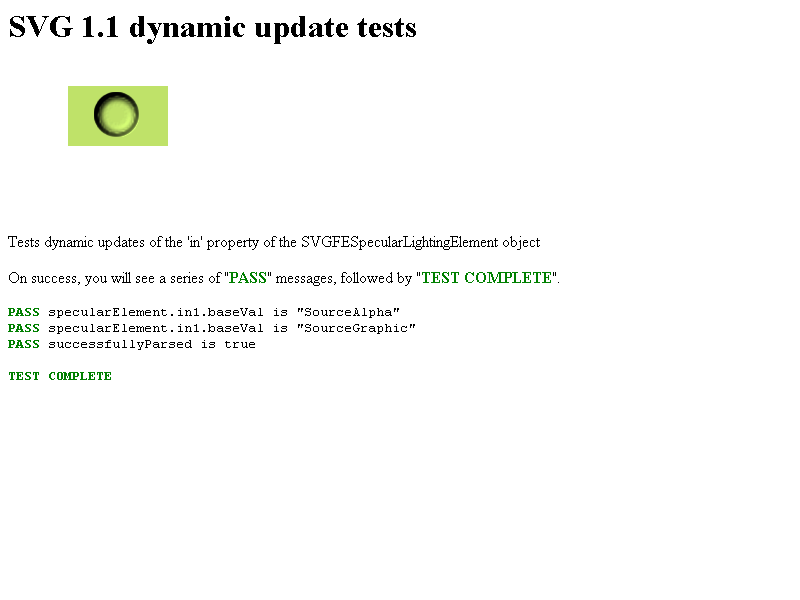 SVG 1.1 dynamic update tests
Tests dynamic updates of the 'in' property of the SVGFESpecularLightingElement object
On success, you will see a series of "PASS" messages, followed by "TEST COMPLETE".
PASS specularElement.in1.baseVal is "SourceAlpha"
PASS specularElement.in1.baseVal is "SourceGraphic"
PASS successfullyParsed is true
TEST COMPLETE